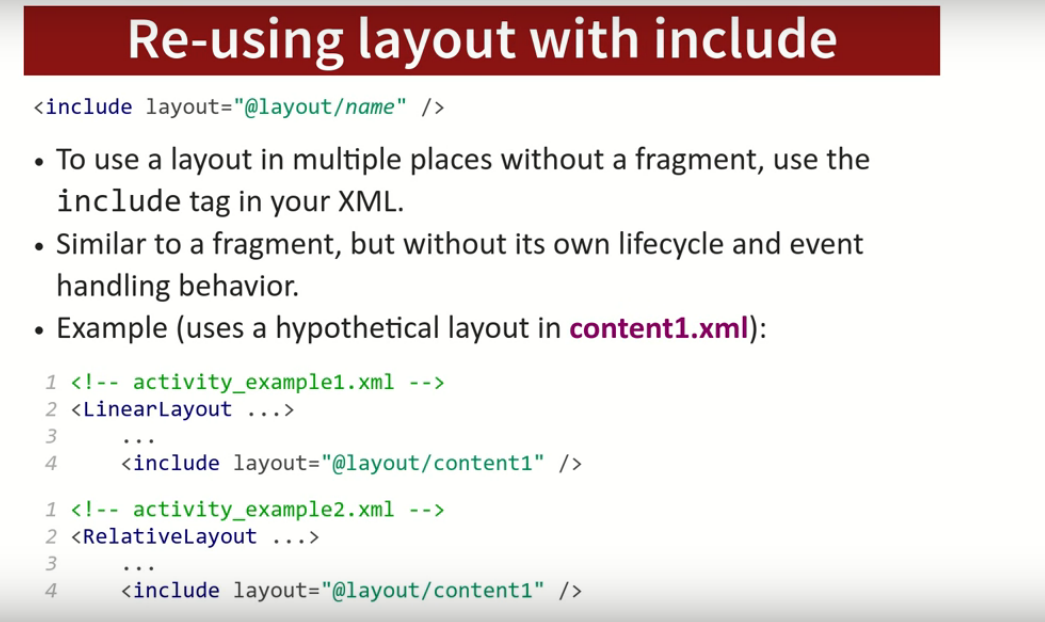 Re-using layout with include
<include layout="@layout/name" />
• To use a layout in multiple places without a fragment, use the
include tag in your XML.
• Similar to a fragment, but without its own lifecycle and event
handling behavior.
• Example (uses a hypothetical layout in content1.xml):
1 <!-- activity_example1.xml -->
2 <LinearLayout ...>
3 ...
4 <include layout="@layout/content1" />
1 <!-- activity_example2.xml -->
2 <RelativeLayout ...>
3 ...
4 <include layout="@layout/content1" />